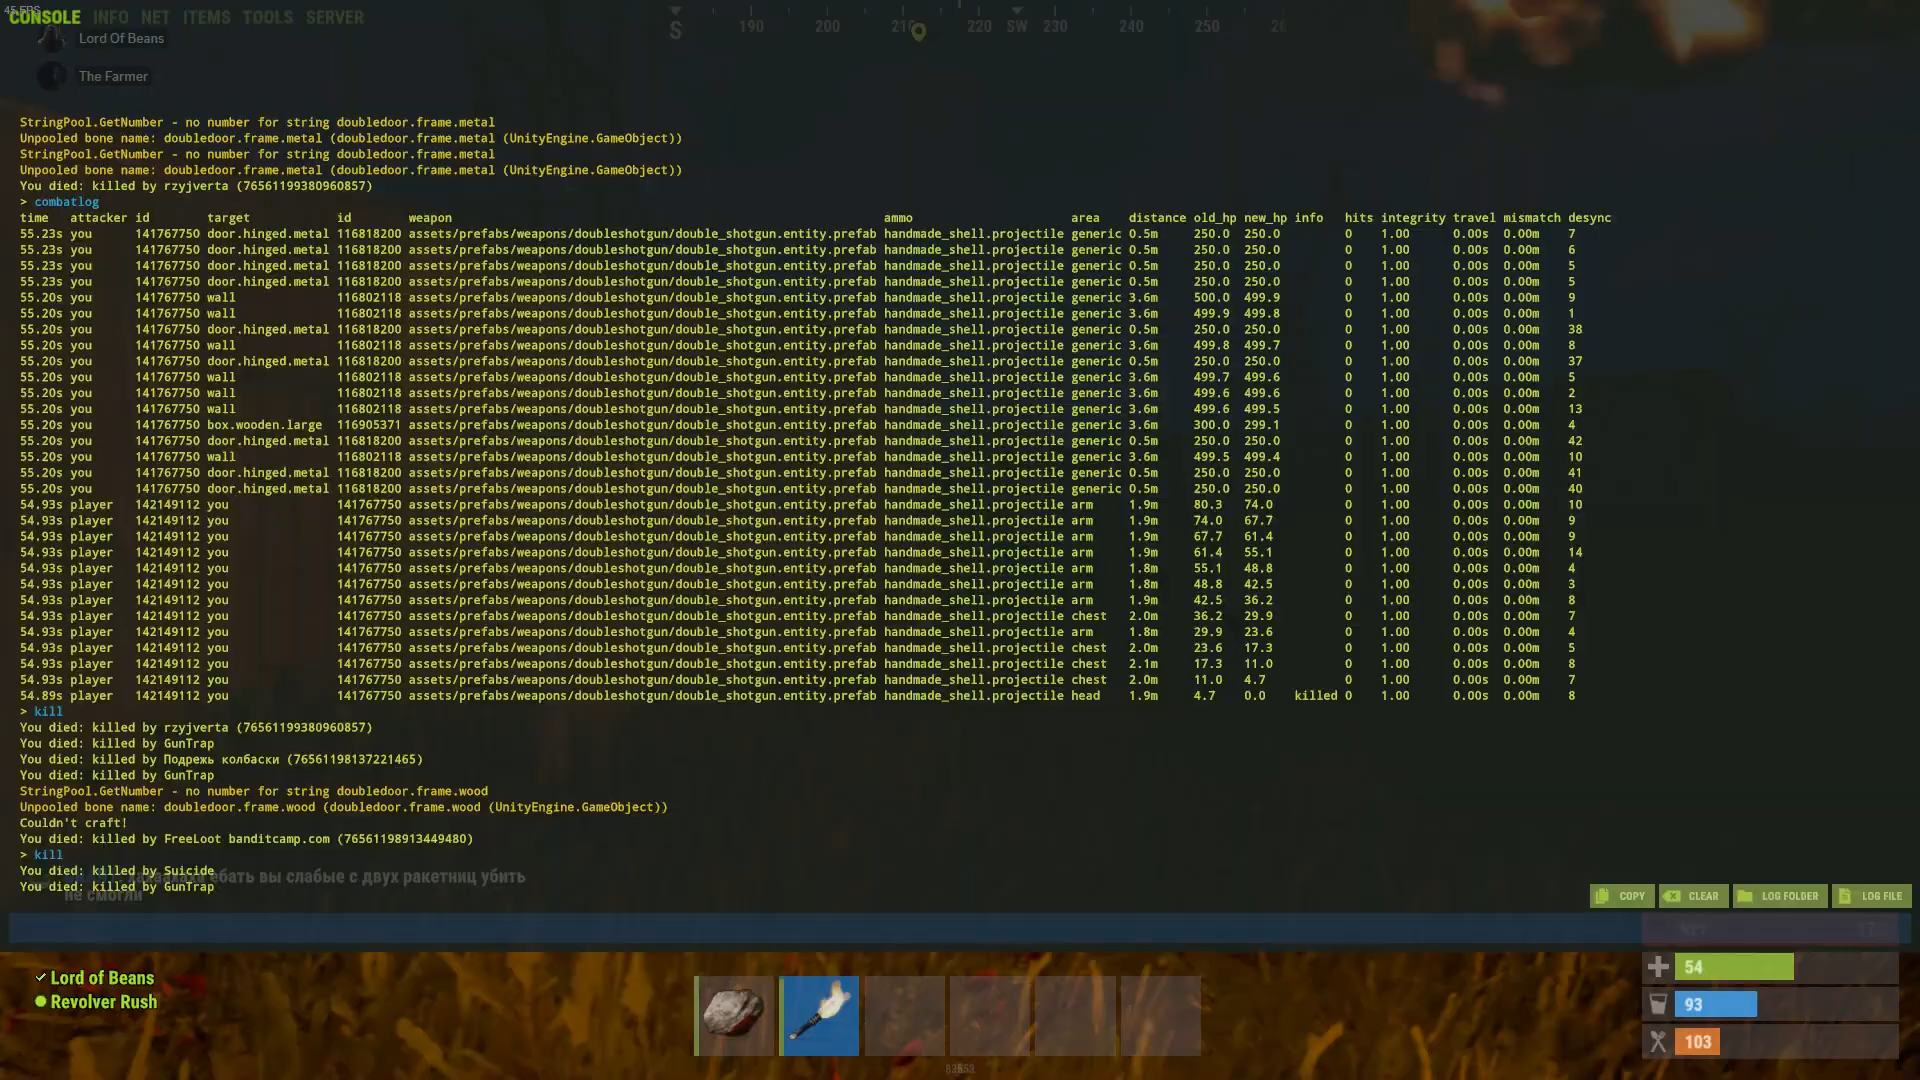 CONSOLE INFO NET ITEMS TOOLS SERVER
Lord Of Beans
The Farmer
S 190 200 210 220 SW 230 240 250
StringPool.GetNumber - no number for string doubledoor.frame.metal
Unpooled bone name: doubledoor.frame.metal (doubledoor.frame.metal (UnityEngine.GameObject))
StringPool.GetNumber - no number for string doubledoor.frame.metal
Unpooled bone name: doubledoor.frame.metal (doubledoor.frame.metal (UnityEngine.GameObject))
You died: killed by rzyjverta (76561199380960857)
> combatlog
time attacker id target id weapon ammo area distance old_hp new_hp info hits integrity travel mismatch desync
55.23s you 141767750 door.hinged.metal 116818200 assets/prefabs/weapons/doubleshotgun/double_shotgun.entity.prefab handmade_shell.projectile generic 0.5m 250.0 250.0 0 1.00 0.00s 0.00m 7
55.23s you 141767750 door.hinged.metal 116818200 assets/prefabs/weapons/doubleshotgun/double_shotgun.entity.prefab handmade_shell.projectile generic 0.5m 250.0 250.0 0 1.00 0.00s 0.00m 6
55.23s you 141767750 door.hinged.metal 116818200 assets/prefabs/weapons/doubleshotgun/double_shotgun.entity.prefab handmade_shell.projectile generic 0.5m 250.0 250.0 0 1.00 0.00s 0.00m 5
55.23s you 141767750 door.hinged.metal 116818200 assets/prefabs/weapons/doubleshotgun/double_shotgun.entity.prefab handmade_shell.projectile generic 0.5m 250.0 250.0 0 1.00 0.00s 0.00m 5
55.20s you 141767750 wall 116802118 assets/prefabs/weapons/doubleshotgun/double_shotgun.entity.prefab handmade_shell.projectile generic 3.6m 500.0 499.9 0 1.00 0.00s 0.00m 9
55.20s you 141767750 wall 116802118 assets/prefabs/weapons/doubleshotgun/double_shotgun.entity.prefab handmade_shell.projectile generic 3.6m 499.9 499.8 0 1.00 0.00s 0.00m 1
55.20s you 141767750 door.hinged.metal 116818200 assets/prefabs/weapons/doubleshotgun/double_shotgun.entity.prefab handmade_shell.projectile generic 0.5m 250.0 250.0 0 1.00 0.00s 0.00m 38
55.20s you 141767750 wall 116802118 assets/prefabs/weapons/doubleshotgun/double_shotgun.entity.prefab handmade_shell.projectile generic 3.6m 499.8 499.7 0 1.00 0.00s 0.00m 8
55.20s you 141767750 door.hinged.metal 116818200 assets/prefabs/weapons/doubleshotgun/double_shotgun.entity.prefab handmade_shell.projectile generic 0.5m 250.0 250.0 0 1.00 0.00s 0.00m 37
55.20s you 141767750 wall 116802118 assets/prefabs/weapons/doubleshotgun/double_shotgun.entity.prefab handmade_shell.projectile generic 3.6m 499.7 499.6 0 1.00 0.00s 0.00m 5
55.20s you 141767750 wall 116802118 assets/prefabs/weapons/doubleshotgun/double_shotgun.entity.prefab handmade_shell.projectile generic 3.6m 499.6 499.6 0 1.00 0.00s 0.00m 2
55.20s you 141767750 wall 116802118 assets/prefabs/weapons/doubleshotgun/double_shotgun.entity.prefab handmade_shell.projectile generic 3.6m 499.6 499.5 0 1.00 0.00s 0.00m 13
55.20s you 141767750 box.wooden.large 116905371 assets/prefabs/weapons/doubleshotgun/double_shotgun.entity.prefab handmade_shell.projectile generic 3.6m 300.0 299.1 0 1.00 0.00s 0.00m 4
55.20s you 141767750 door.hinged.metal 116818200 assets/prefabs/weapons/doubleshotgun/double_shotgun.entity.prefab handmade_shell.projectile generic 0.5m 250.0 250.0 0 1.00 0.00s 0.00m 42
55.20s you 141767750 wall 116802118 assets/prefabs/weapons/doubleshotgun/double_shotgun.entity.prefab handmade_shell.projectile generic 3.6m 499.5 499.4 0 1.00 0.00s 0.00m 10
55.20s you 141767750 door.hinged.metal 116818200 assets/prefabs/weapons/doubleshotgun/double_shotgun.entity.prefab handmade_shell.projectile generic 0.5m 250.0 250.0 0 1.00 0.00s 0.00m 41
55.20s you 141767750 door.hinged.metal 116818200 assets/prefabs/weapons/doubleshotgun/double_shotgun.entity.prefab handmade_shell.projectile generic 0.5m 250.0 250.0 0 1.00 0.00s 0.00m 40
54.93s player 142149112 you 141767750 assets/prefabs/weapons/doubleshotgun/double_shotgun.entity.prefab handmade_shell.projectile arm 1.9m 80.3 74.0 0 1.00 0.00s 0.00m 10
54.93s player 142149112 you 141767750 assets/prefabs/weapons/doubleshotgun/double_shotgun.entity.prefab handmade_shell.projectile arm 1.9m 74.0 67.7 0 1.00 0.00s 0.00m 9
54.93s player 142149112 you 141767750 assets/prefabs/weapons/doubleshotgun/double_shotgun.entity.prefab handmade_shell.projectile arm 1.9m 67.7 61.4 0 1.00 0.00s 0.00m 9
54.93s player 142149112 you 141767750 assets/prefabs/weapons/doubleshotgun/double_shotgun.entity.prefab handmade_shell.projectile arm 1.9m 61.4 55.1 0 1.00 0.00s 0.00m 14
54.93s player 142149112 you 141767750 assets/prefabs/weapons/doubleshotgun/double_shotgun.entity.prefab handmade_shell.projectile arm 1.8m 55.1 48.8 0 1.00 0.00s 0.00m 4
54.93s player 142149112 you 141767750 assets/prefabs/weapons/doubleshotgun/double_shotgun.entity.prefab handmade_shell.projectile arm 1.8m 48.8 42.5 0 1.00 0.00s 0.00m 3
54.93s player 142149112 you 141767750 assets/prefabs/weapons/doubleshotgun/double_shotgun.entity.prefab handmade_shell.projectile arm 1.9m 42.5 36.2 0 1.00 0.00s 0.00m 8
54.93s player 142149112 you 141767750 assets/prefabs/weapons/doubleshotgun/double_shotgun.entity.prefab handmade_shell.projectile chest 2.0m 36.2 29.9 0 1.00 0.00s 0.00m 7
54.93s player 142149112 you 141767750 assets/prefabs/weapons/doubleshotgun/double_shotgun.entity.prefab handmade_shell.projectile arm 1.8m 29.9 23.6 0 1.00 0.00s 0.00m 4
54.93s player 142149112 you 141767750 assets/prefabs/weapons/doubleshotgun/double_shotgun.entity.prefab handmade_shell.projectile chest 2.0m 23.6 17.3 0 1.00 0.00s 0.00m 5
54.93s player 142149112 you 141767750 assets/prefabs/weapons/doubleshotgun/double_shotgun.entity.prefab handmade_shell.projectile chest 2.1m 17.3 11.0 0 1.00 0.00s 0.00m 8
54.93s player 142149112 you 141767750 assets/prefabs/weapons/doubleshotgun/double_shotgun.entity.prefab handmade_shell.projectile chest 2.0m 11.0 4.7 0 1.00 0.00s 0.00m 7
54.89s player 142149112 you 141767750 assets/prefabs/weapons/doubleshotgun/double_shotgun.entity.prefab handmade_shell.projectile head 1.9m 4.7 0.0 killed 0 1.00 0.00s 0.00m 8
> kill
You died: killed by rzyjverta (76561199380960857)
You died: killed by GunTrap
You died: killed by Подрежь колбаски (76561198137221465)
You died: killed by GunTrap
StringPool.GetNumber - no number for string doubledoor.frame.wood
Unpooled bone name: doubledoor.frame.wood (doubledoor.frame.wood (UnityEngine.GameObject))
Couldn't craft!
You died: killed by FreeLoot banditcamp.com (76561198913449480)
> kill
You died: killed by Suicide
ебать вы слабые с двух ракетниц убить
You died: killed by GunTrap
не смогли
COPY CLEAR LOG FOLDER LOG FILE
Lord of Beans
Revolver Rush
54
93
103